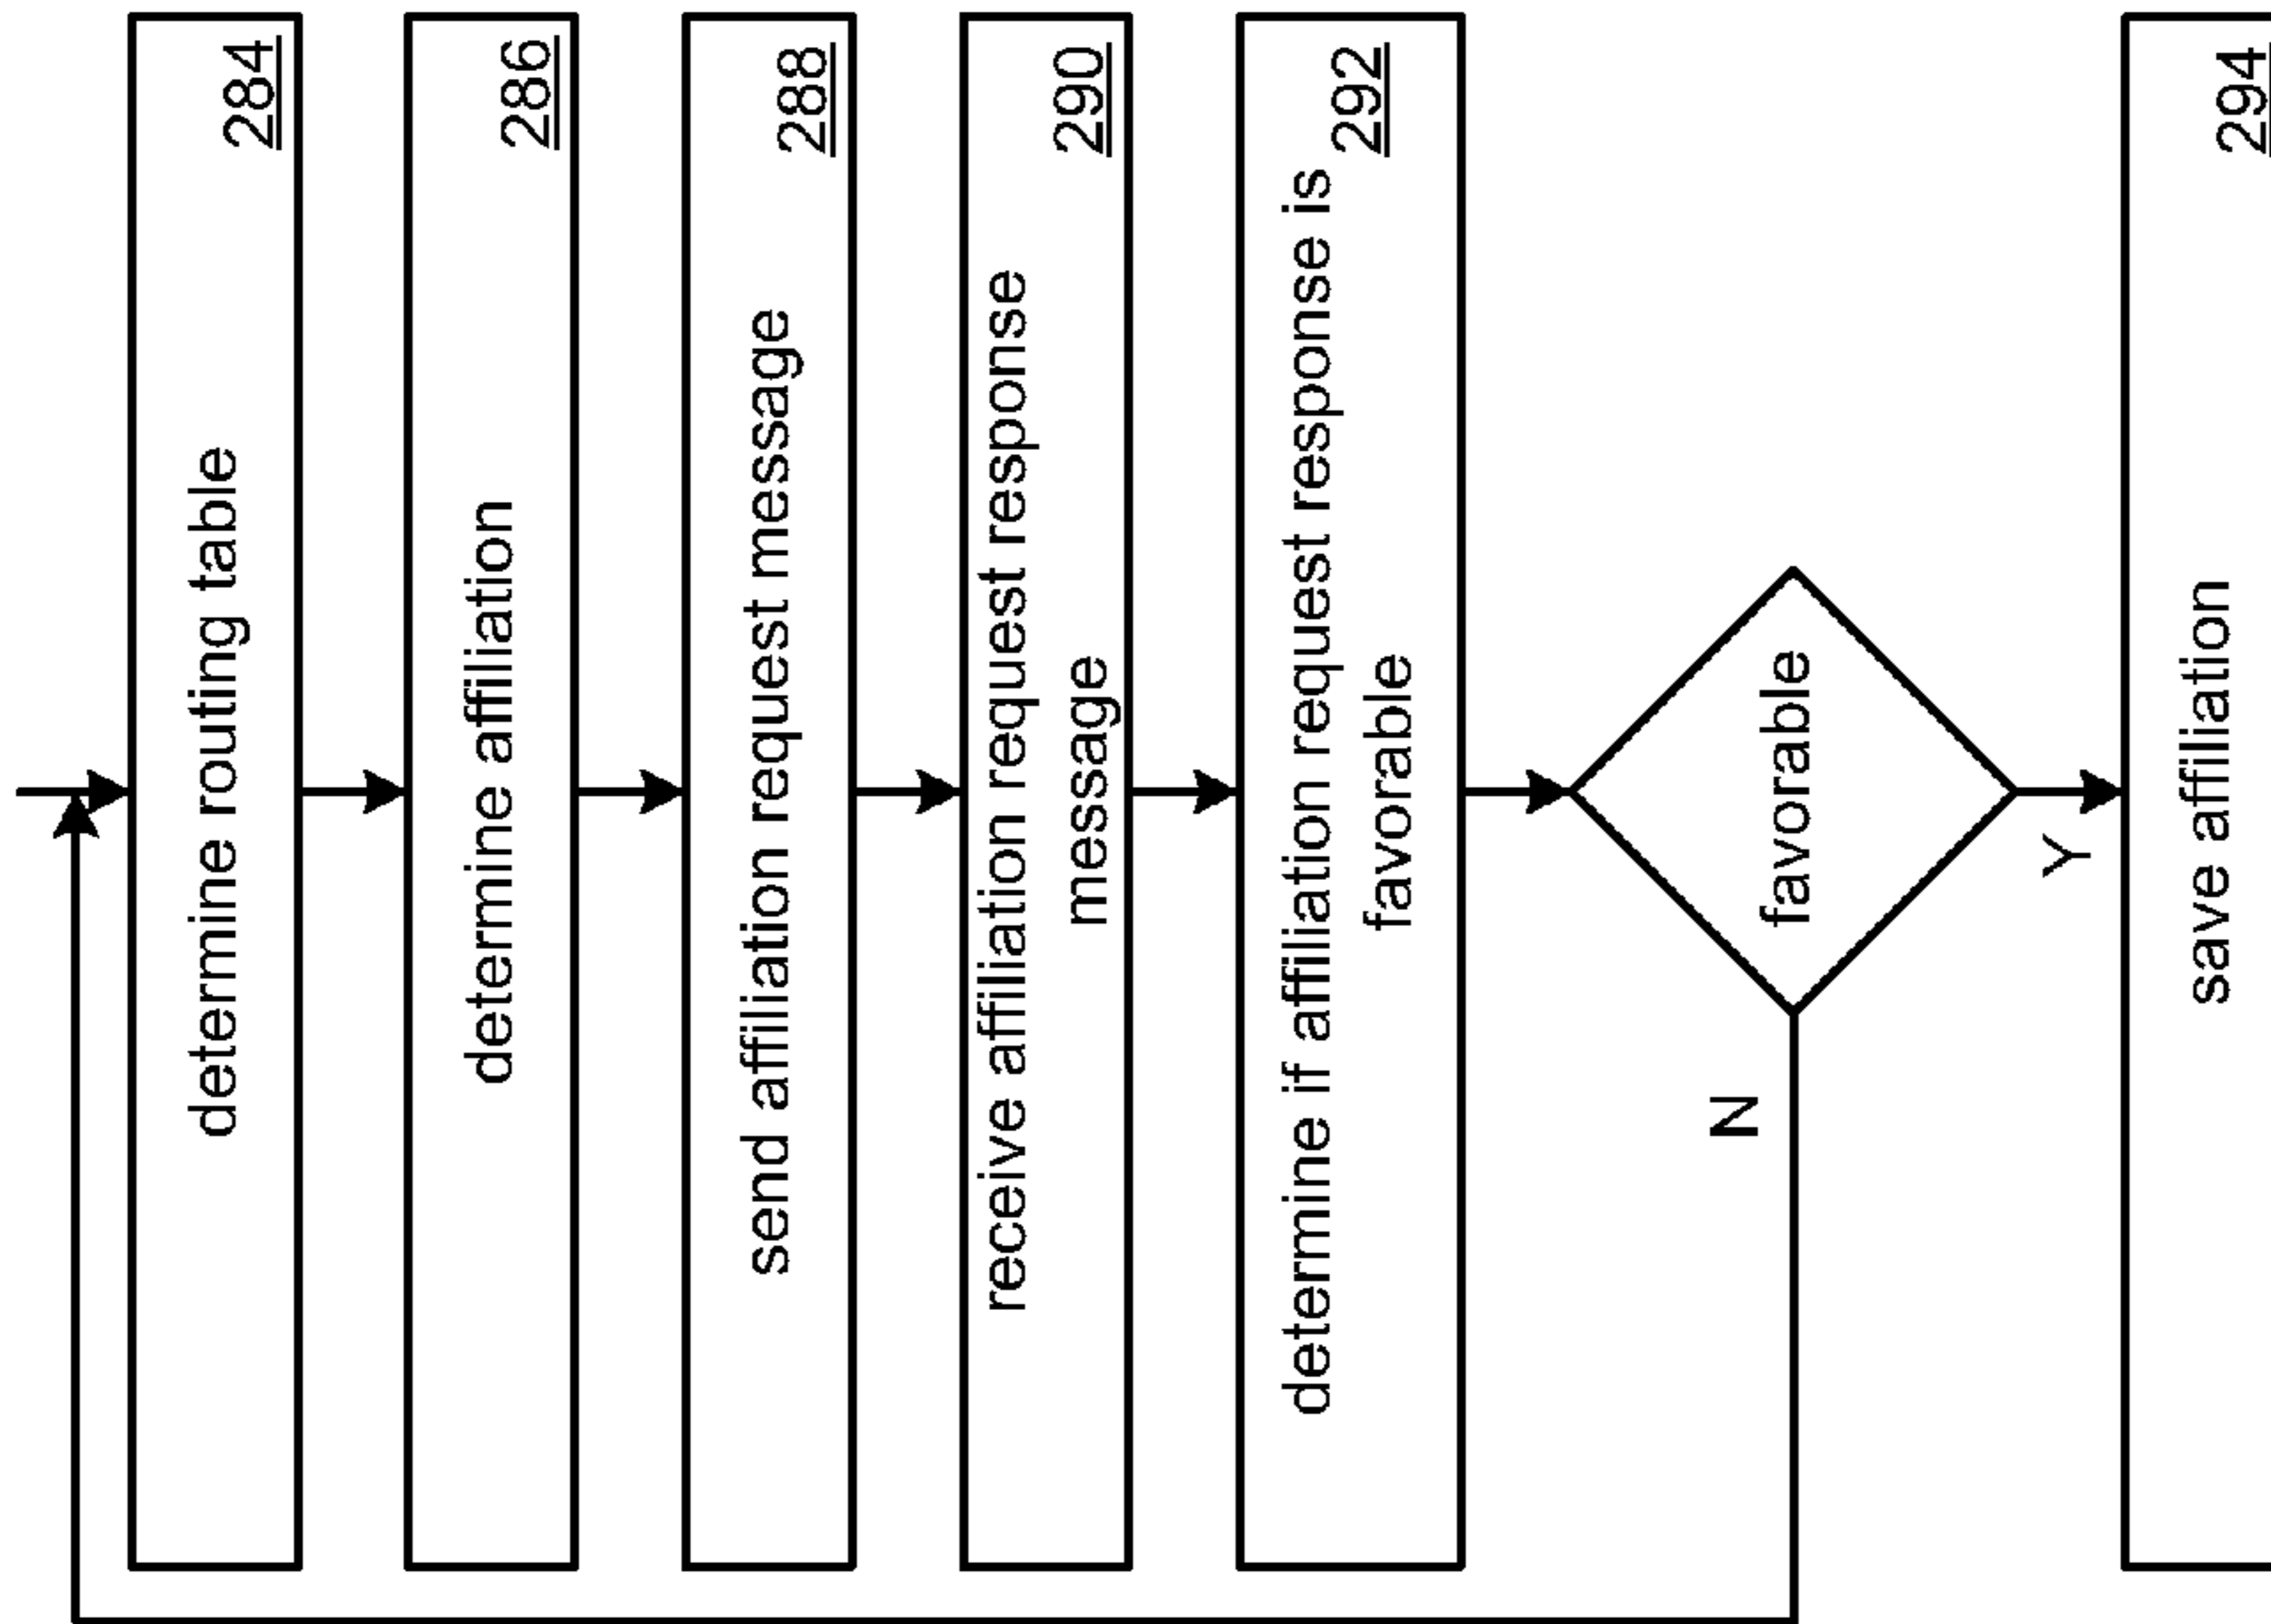 determine routing table
284
determine affiliation
286
send affiliation request message
288
receive affiliation request response
message
290
determine if affiliation request response is
favorable
292
favorable
N
Y
save affiliation
294